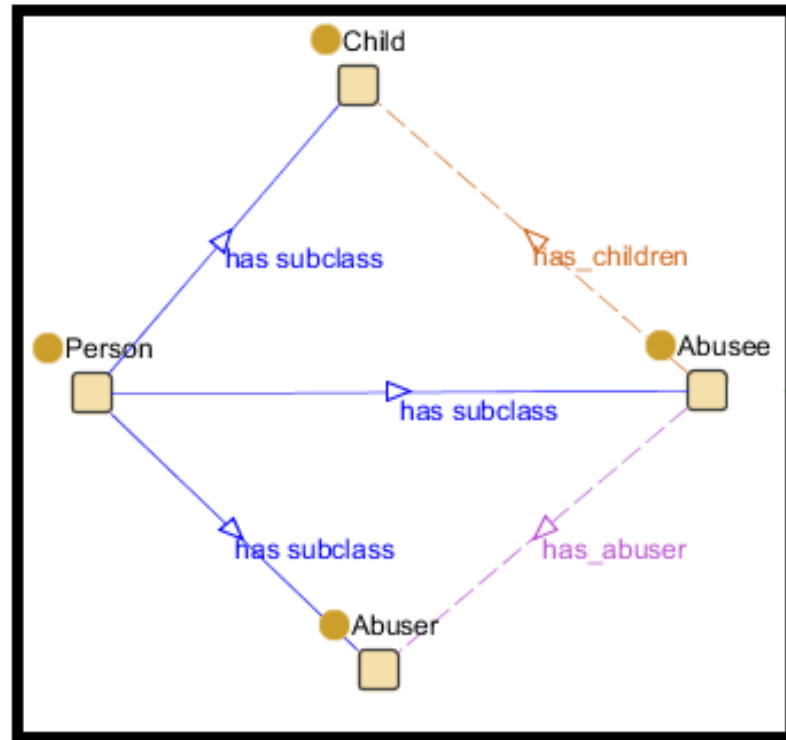 Child
has subclass
has_children
Person
Abusee
has subclass
has subclass
has_abuser
Abuser